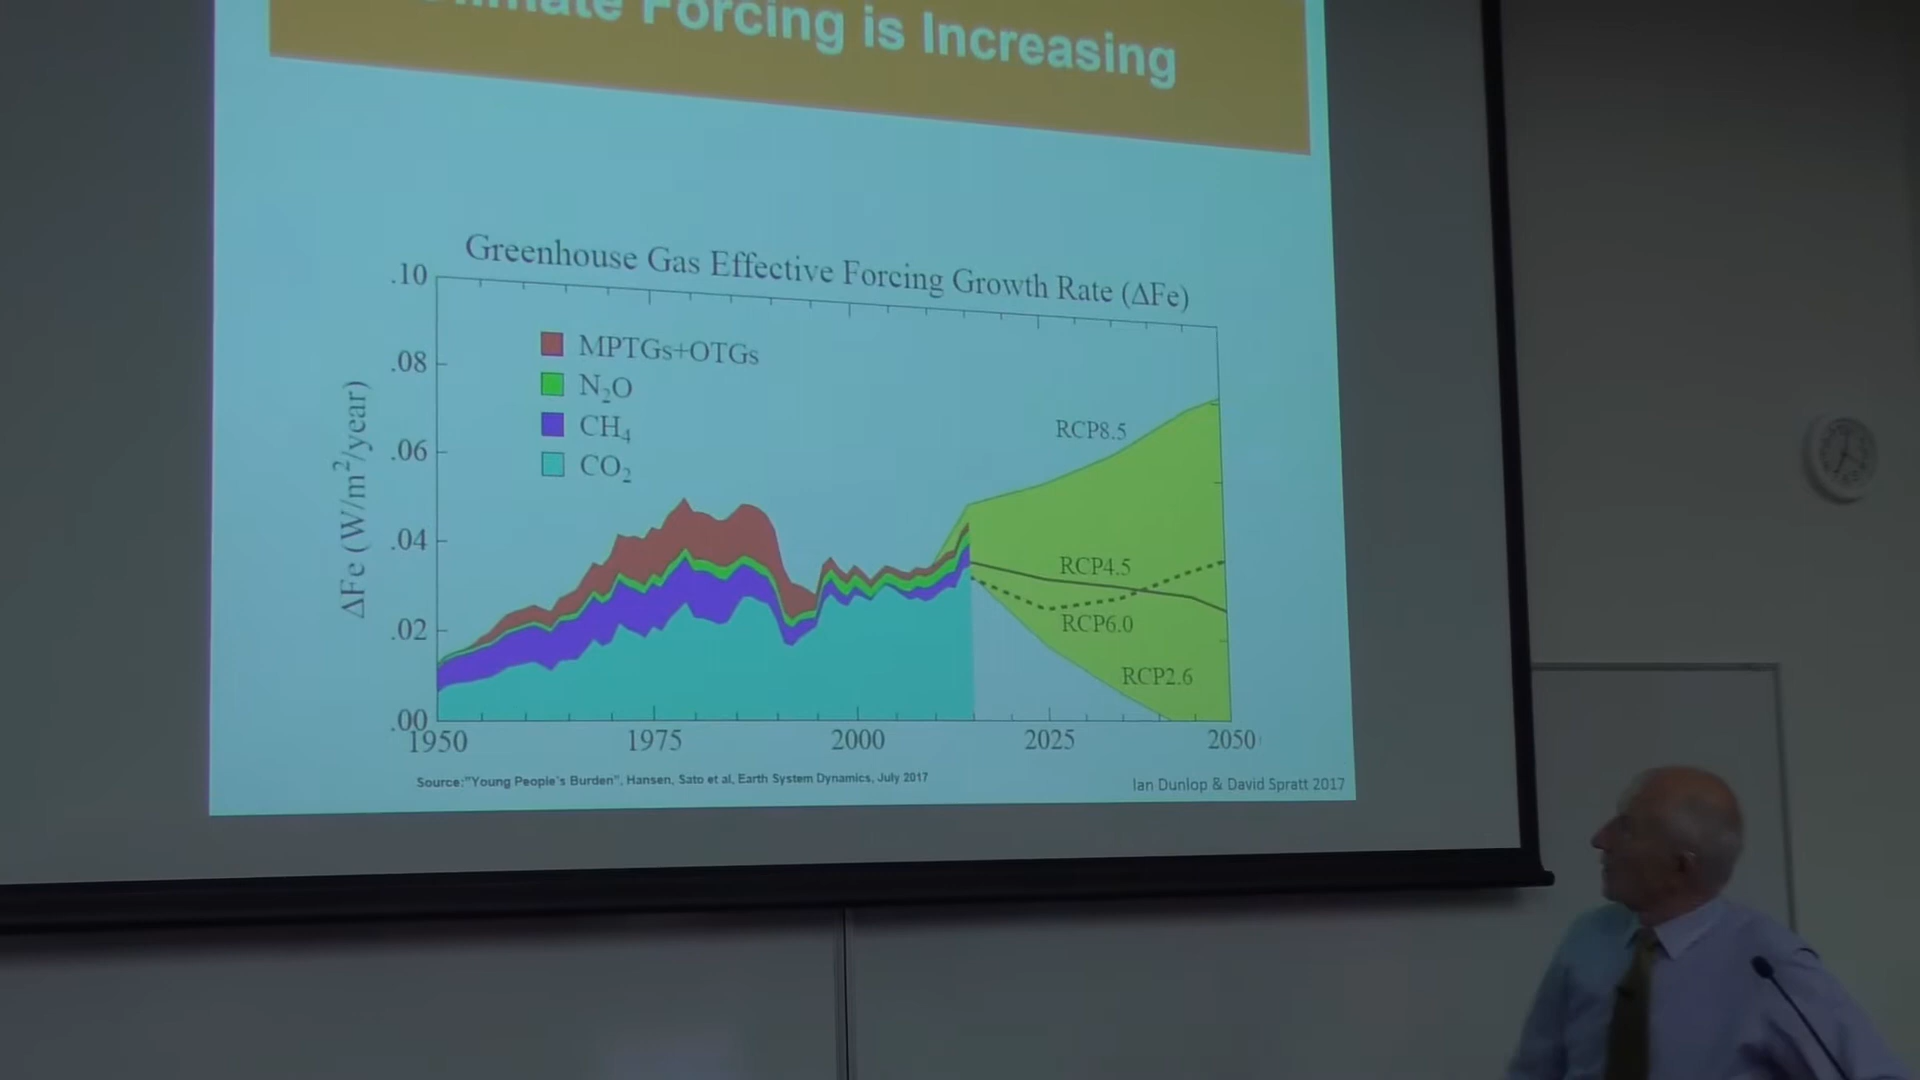 Forcing is Increasing
Greenhouse Gas Effective Forcing Growth Rate (ΔFe)
.10
.08
.06
.04
.02
.00
ΔFe (W/m²/year)
MPTGs+OTGs
N₂O
CH₄
CO₂
RCP8.5
RCP4.5
RCP6.0
RCP2.6
1950 1975 2000 2025 2050
Source:"Young People's Burden", Hansen, Sato et al, Earth System Dynamics, July 2017
Ian Dunlop & David Spratt 2017